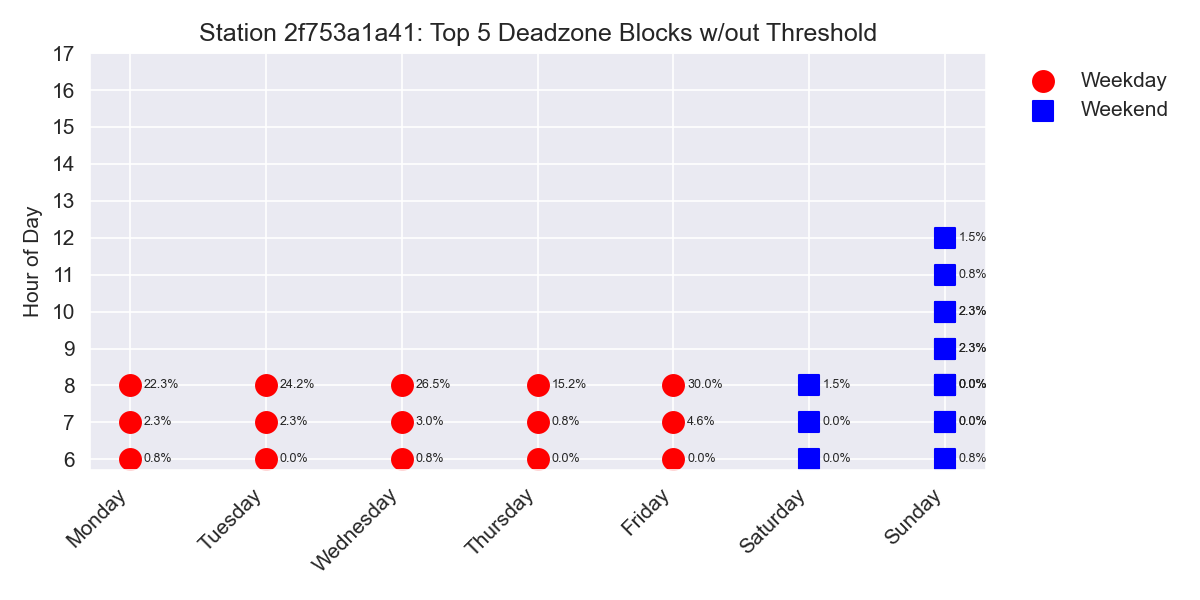 Station 2f753a1a41: Top 5 Deadzone Blocks w/out Threshold
Hour of Day
17
16
15
14
13
12
11
10
9
8
7
6
Weekday
Weekend
1.5%
0.8%
2.3%
2.3%
22.3% 24.2% 26.5% 15.2% 30.0% 1.5% 0.0%
2.3% 2.3% 3.0% 0.8% 4.6% 0.0% 0.0%
0.8% 0.0% 0.8% 0.0% 0.0% 0.0% 0.8%
Monday Tuesday Wednesday Thursday Friday Saturday Sunday